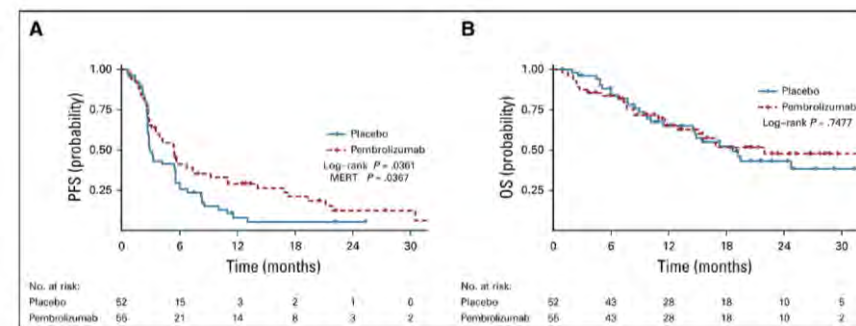 A
PFS (probability)
1.00
0.75
0.50
0.25
Placebo
Pembrolizumab
Log–rank P = .0361
MERT P = .0367
0 6 12 18 24 30
Time (months)
No. at risk:
Placebo 52 15 3 2 1 0
Pembrolizumab 55 21 14 8 3 2
B
OS (probability)
1.00
0.75
0.50
0.25
Placebo
Pembrolizumab
Log–rank P = .7477
0 6 12 18 24 30
Time (months)
No. at risk:
Placebo 52 43 28 18 10 5
Pembrolizumab 55 43 28 18 10 2